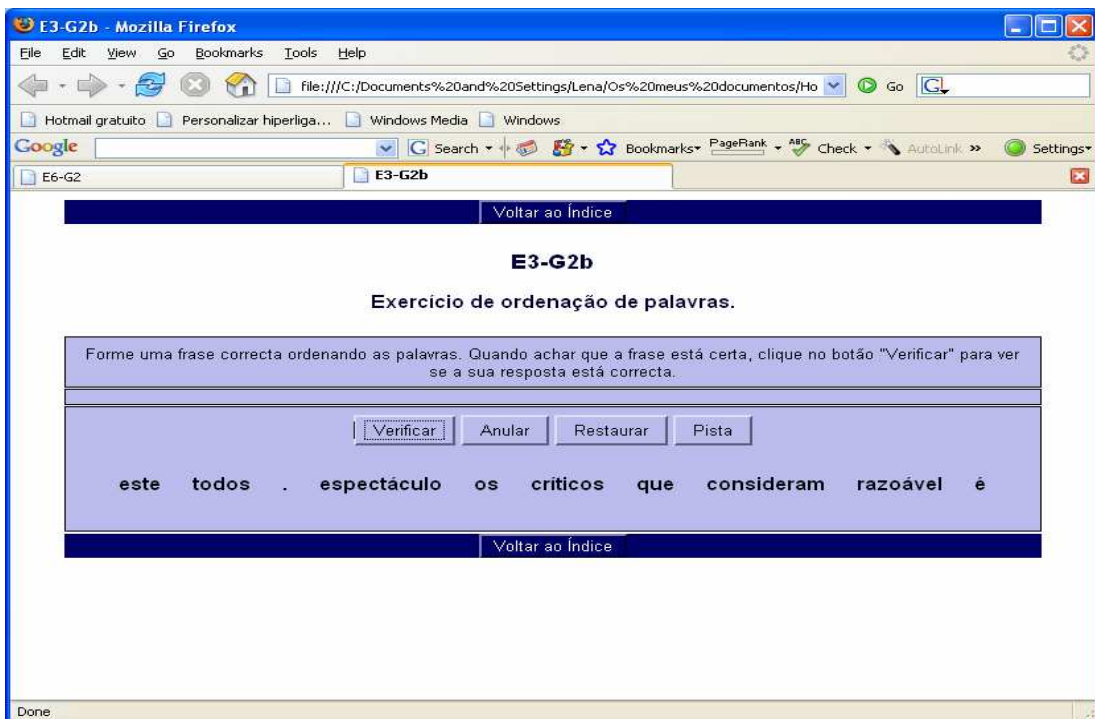 E3-G2b - Mozilla Firefox
File Edit View Go Bookmarks Tools Help
file:///C:/Documents%20and%20Settings/Lena/Os%20meus%20documentos/Ho Go G
Hotmail gratuito Personalizar hiperliga... Windows Media Windows
Google G Search Bookmarks PageRank ABC Check AutoLink » Settings
E6-G2 E3-G2b
Voltar ao Índice
E3-G2b
Exercício de ordenação de palavras.
Forme uma frase correcta ordenando as palavras. Quando achar que a frase está certa, clique no botão "Verificar" para ver
se a sua resposta está correcta.
Verificar Anular Restaurar Pista
este todos . espectáculo os críticos que consideram razoável é
Voltar ao Índice
Done